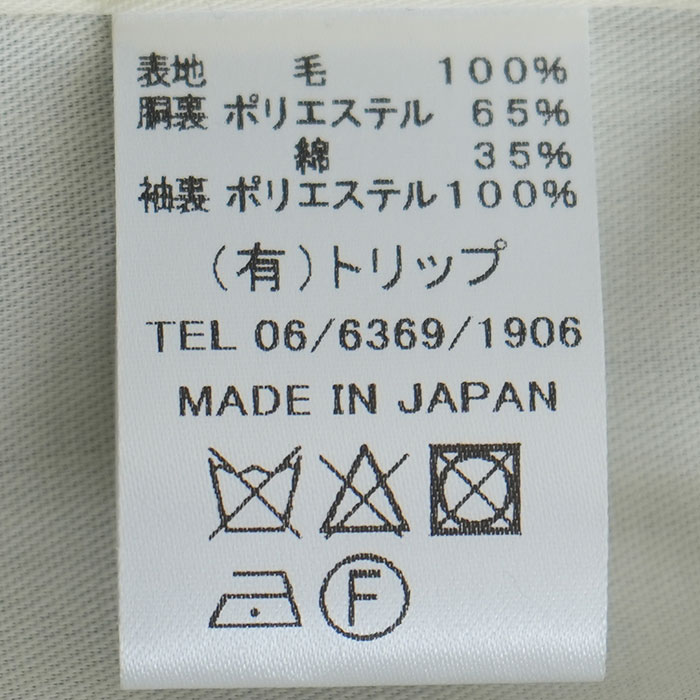 表地 毛 100%
胴裏 ポリエステル 65%
綿 35%
袖裏 ポリエステル100%
(有)トリップ
TEL 06/6369/1906
MADE IN JAPAN
F